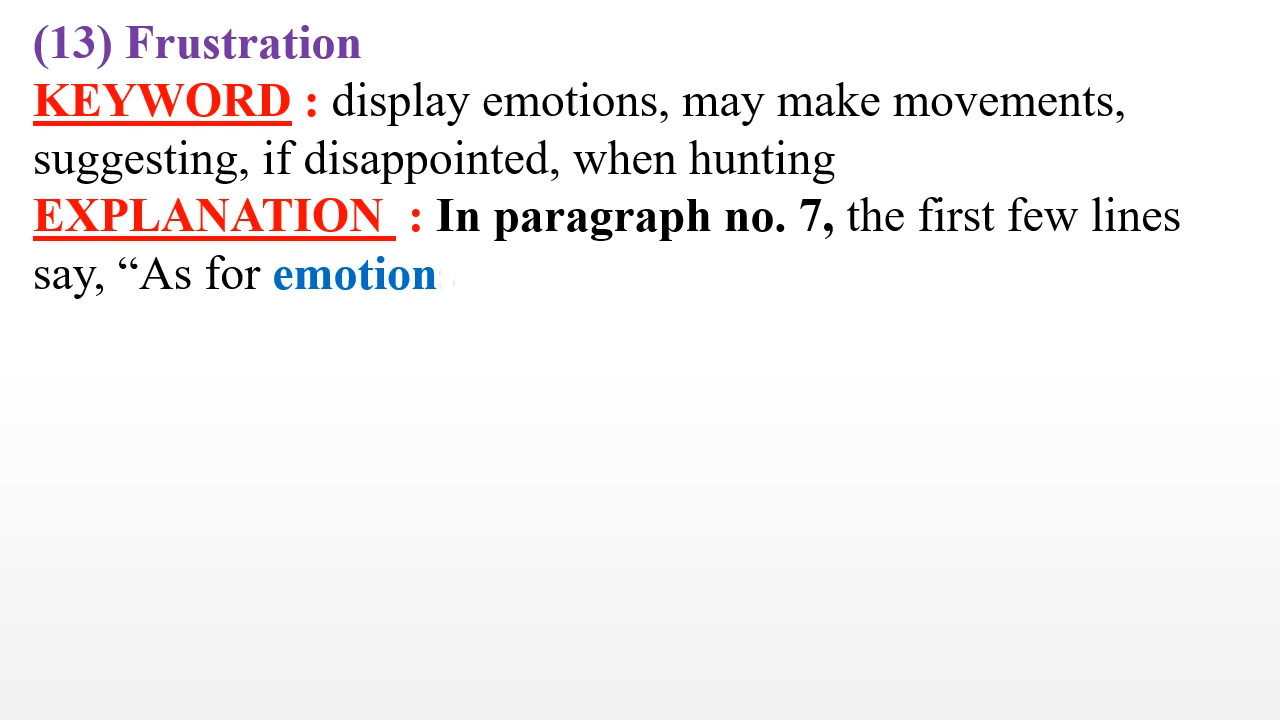 (13) Frustration
KEYWORD : display emotions, may make movements,
suggesting, if disappointed, when hunting
EXPLANATION : In paragraph no. 7, the first few lines
say, “As for emotion